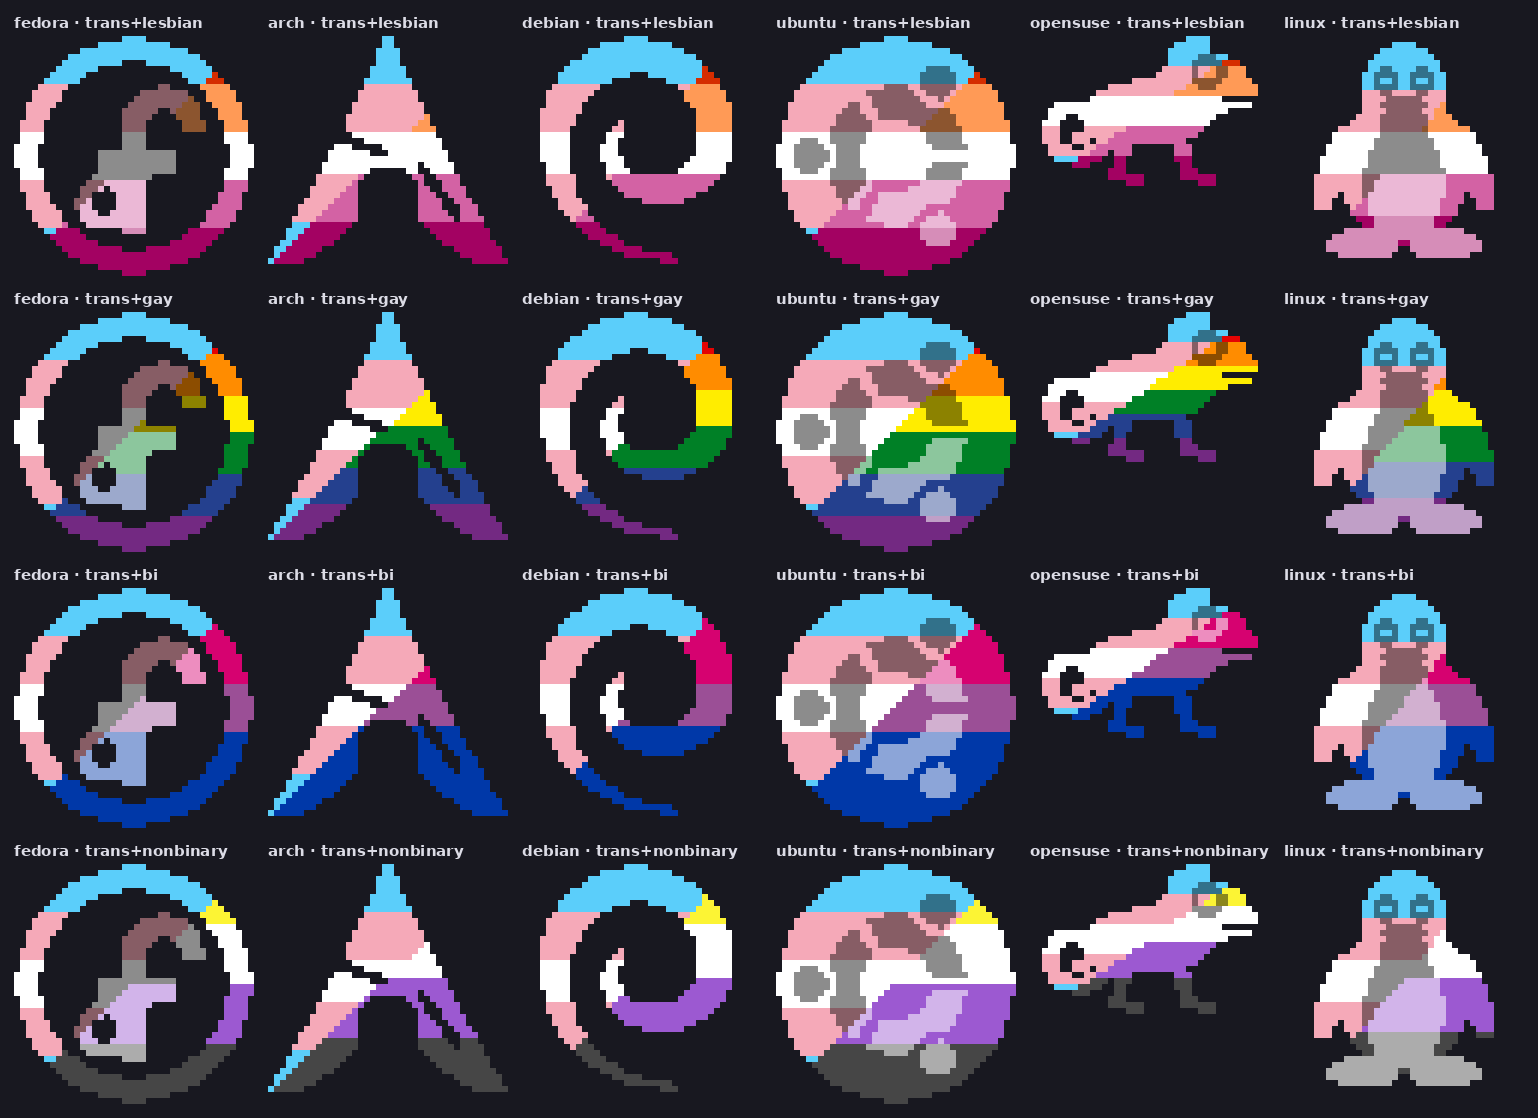 fedora · trans+lesbian
arch · trans+lesbian
debian · trans+lesbian
ubuntu · trans+lesbian
opensuse · trans+lesbian
linux · trans+lesbian
fedora · trans+gay
arch · trans+gay
debian · trans+gay
ubuntu · trans+gay
opensuse · trans+gay
linux · trans+gay
fedora · trans+bi
arch · trans+bi
debian · trans+bi
ubuntu · trans+bi
opensuse · trans+bi
linux · trans+bi
fedora · trans+nonbinary
arch · trans+nonbinary
debian · trans+nonbinary
ubuntu · trans+nonbinary
opensuse · trans+nonbinary
linux · trans+nonbinary